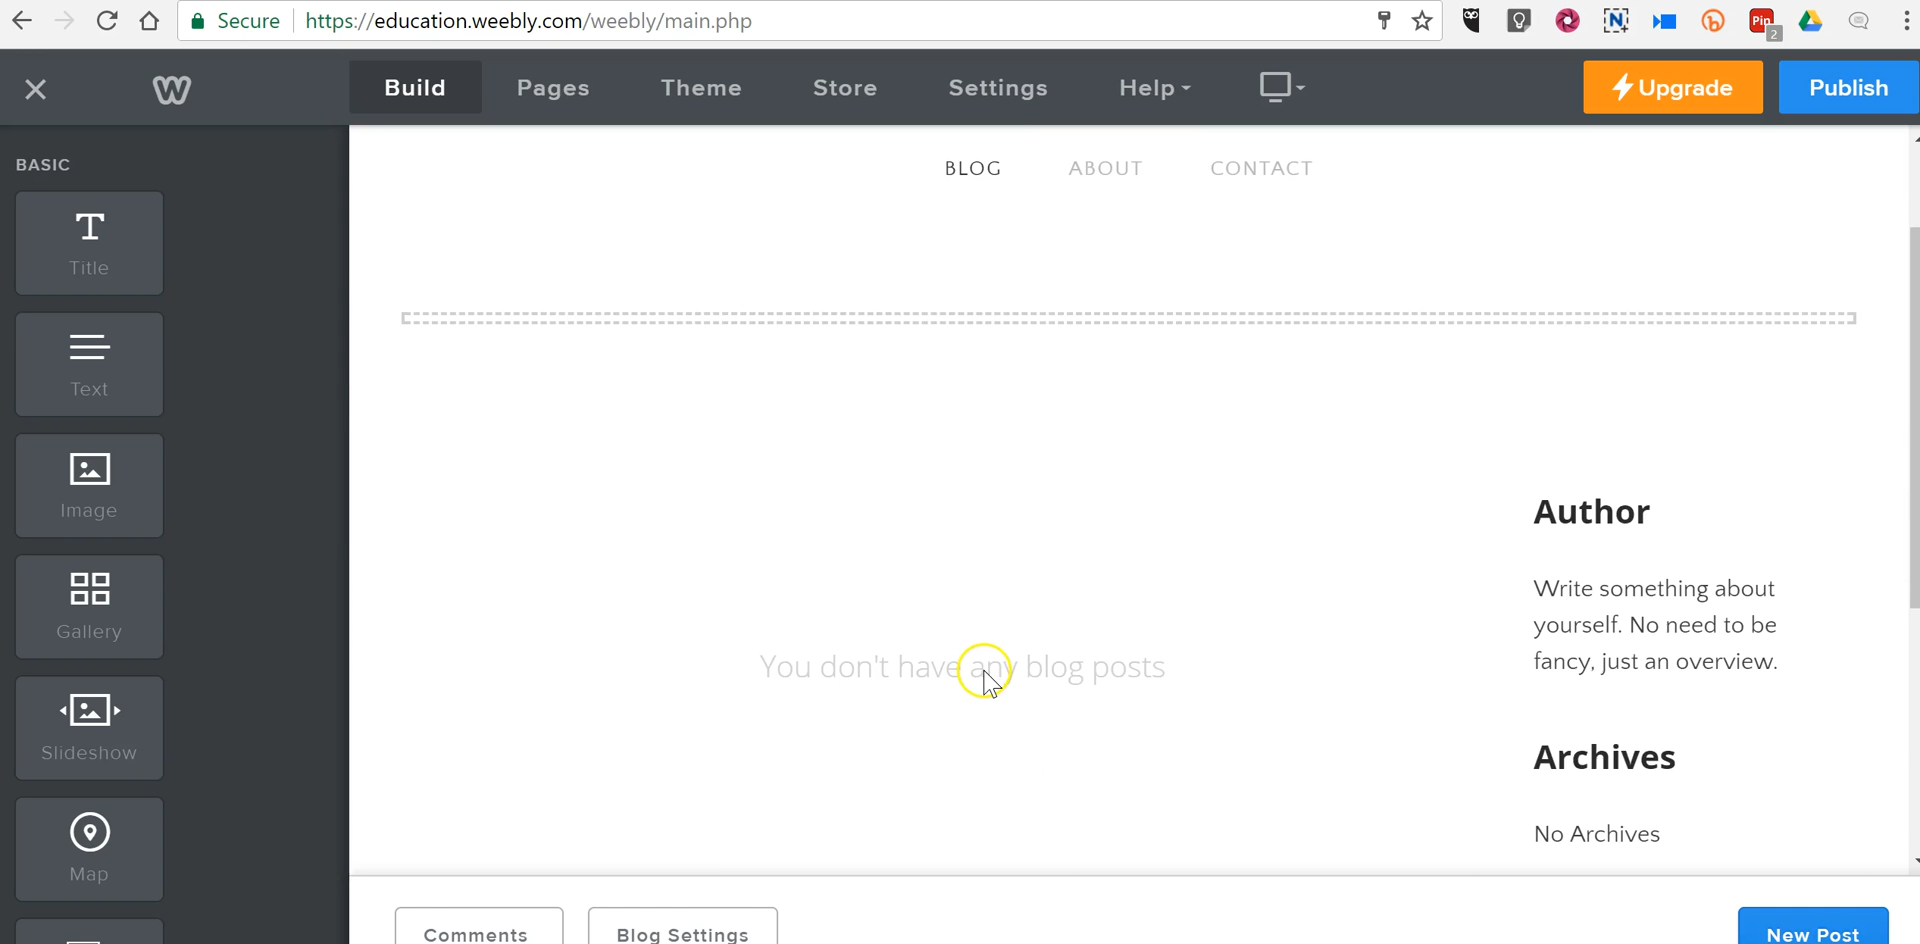 Secure https://education.weebly.com/weebly/main.php
Pin
2
Build Pages Theme Store Settings Help Upgrade Publish
BASIC
Title
Text
Image
Gallery
Slideshow
Map
BLOG ABOUT CONTACT
You don't have any blog posts
Author
Write something about
yourself. No need to be
fancy, just an overview.
Archives
No Archives
Comments Blog Settings New Post